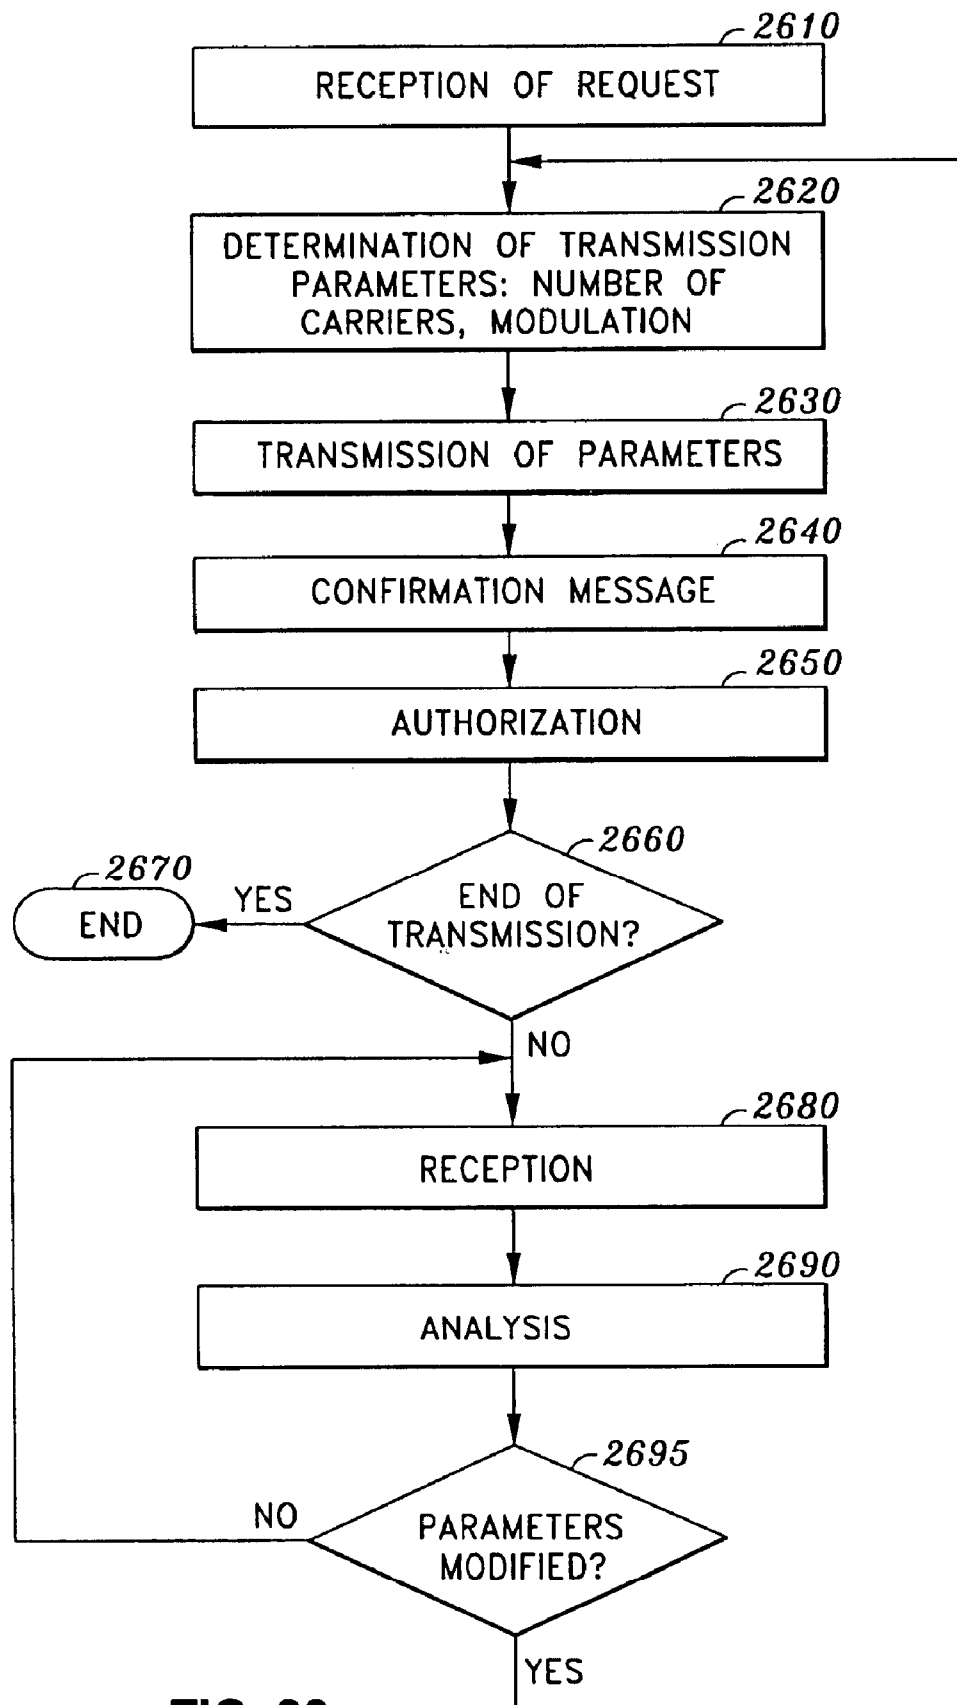 2610
RECEPTION OF REQUEST
2620
DETERMINATION OF TRANSMISSION
PARAMETERS: NUMBER OF
CARRIERS, MODULATION
2630
TRANSMISSION OF PARAMETERS
2640
CONFIRMATION MESSAGE
2650
AUTHORIZATION
2660
END OF
TRANSMISSION?
2670
YES
END
NO
2680
RECEPTION
2690
ANALYSIS
2695
NO
PARAMETERS
MODIFIED?
YES